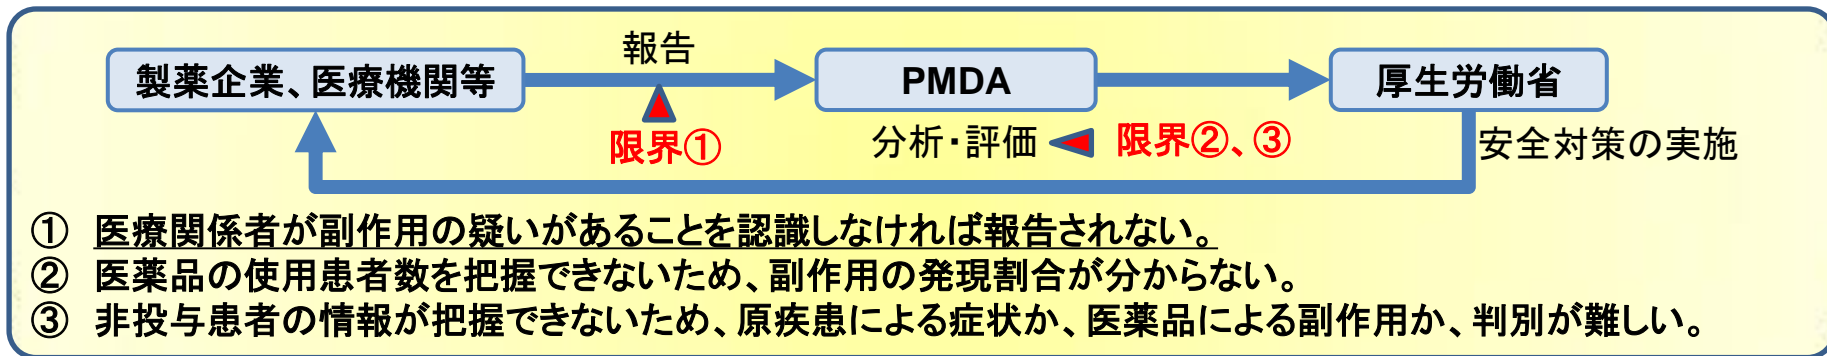 報告
製薬企業、医療機関等
PMDA
厚生労働省
限界①
分析・評価
限界②、③
安全対策の実施
① 医療関係者が副作用の疑いがあることを認識しなければ報告されない。
② 医薬品の使用患者数を把握できないため、副作用の発現割合が分からない。
③ 非投与患者の情報が把握できないため、原疾患による症状か、医薬品による副作用か、判別が難しい。